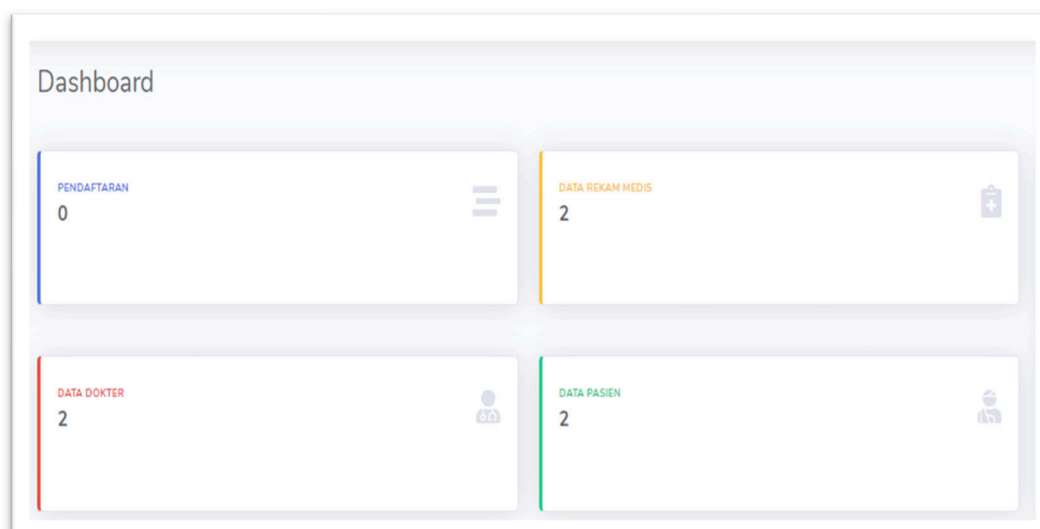 Dashboard
PENDAFTARAN
0
DATA REKAM MEDIS
2
DATA DOKTER
2
DATA PASIEN
2